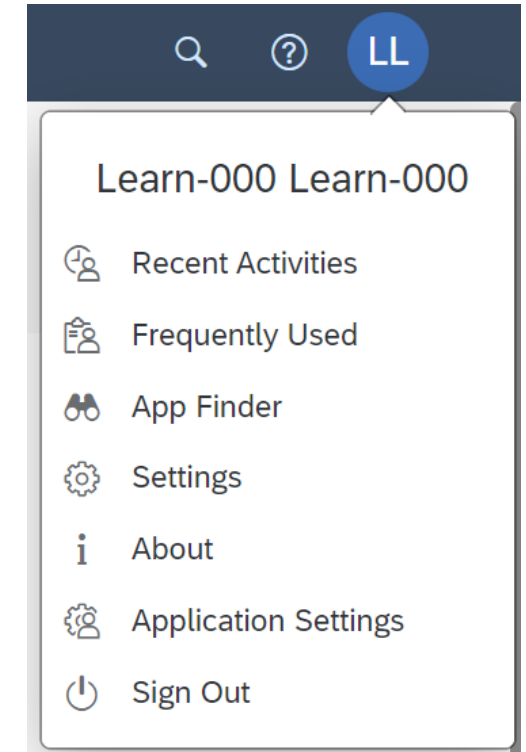 LL
Learn-000 Learn-000
Recent Activities
Frequently Used
App Finder
Settings
About
Application Settings
Sign Out